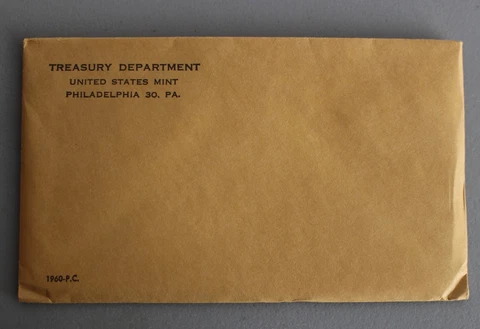 TREASURY DEPARTMENT
UNITED STATES MINT
PHILADELPHIA 30, PA.
1960-P.C.